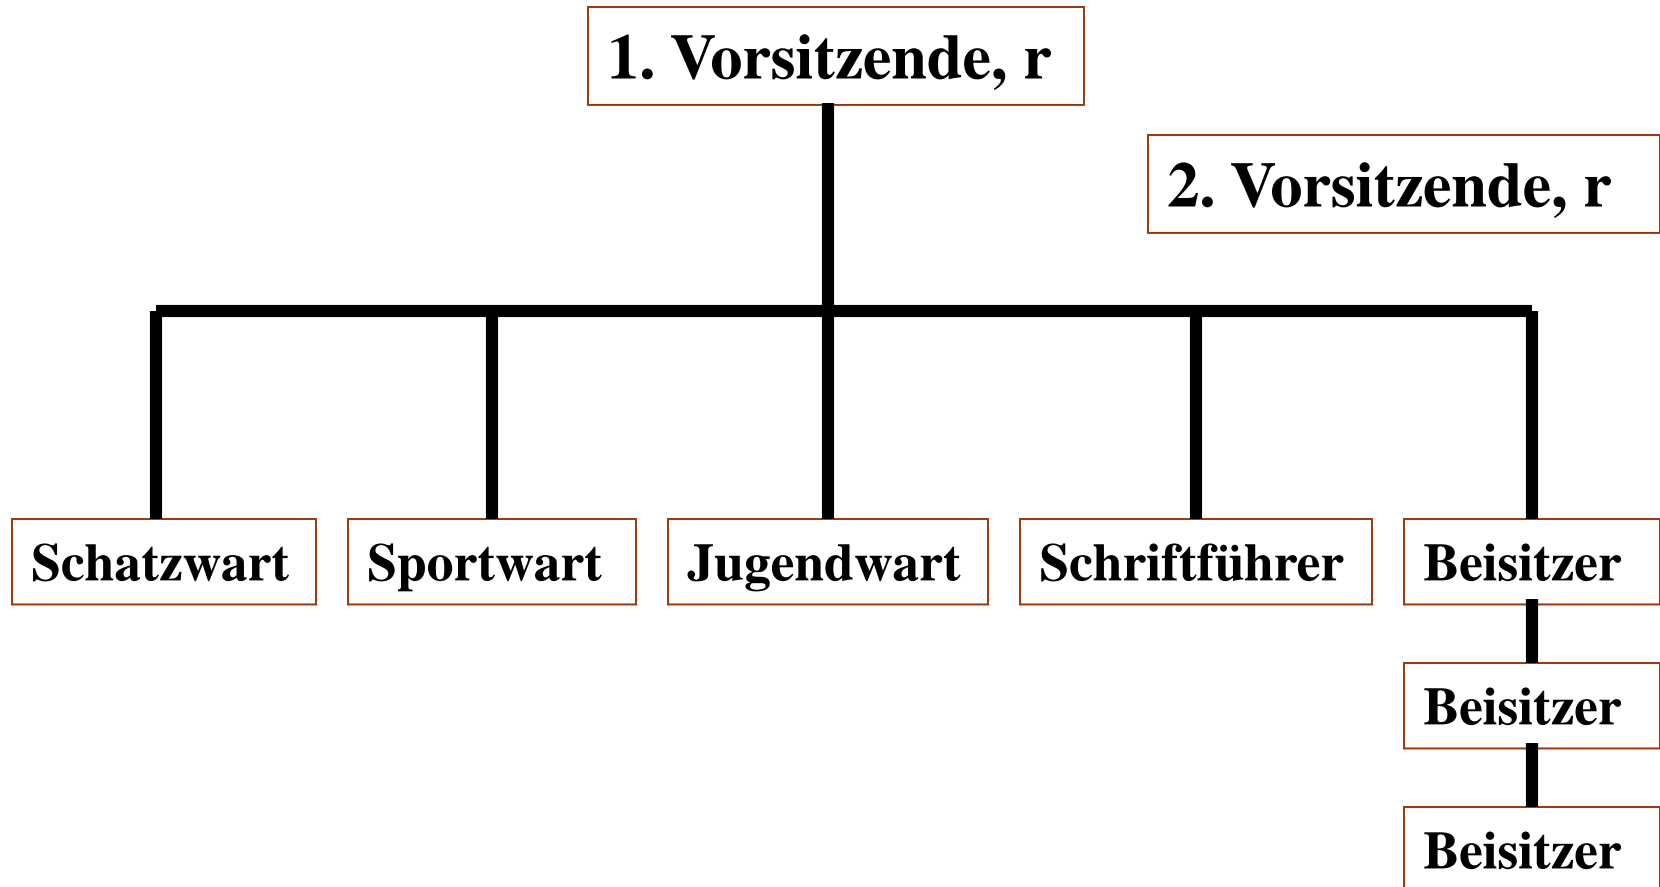 1. Vorsitzende, r
2. Vorsitzende, r
Schatzwart
Sportwart
Jugendwart
Schriftführer
Beisitzer
Beisitzer
Beisitzer